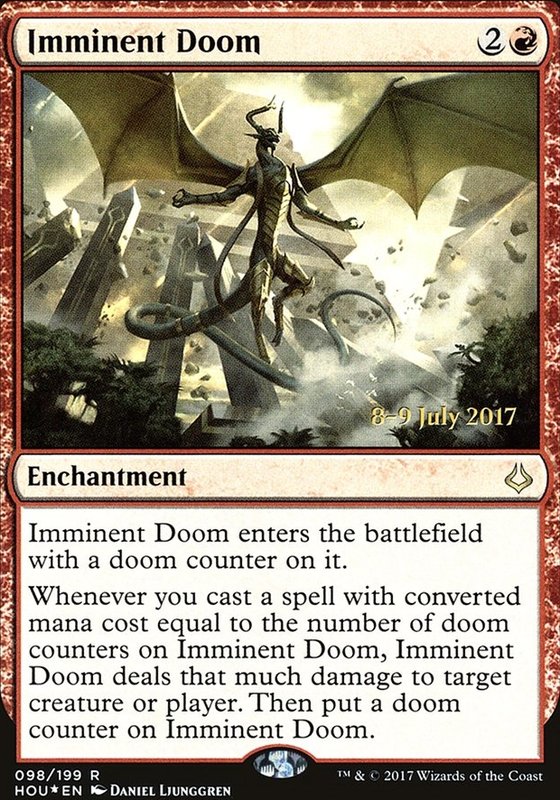 Imminent Doom 2
8–9 July 2017
Enchantment
Imminent Doom enters the battlefield
with a doom counter on it.
Whenever you cast a spell with converted
mana cost equal to the number of doom
counters on Imminent Doom, Imminent
Doom deals that much damage to target
creature or player. Then put a doom
counter on Imminent Doom.
098/199 R
HOU★EN Daniel Ljunggren
™ & © 2017 Wizards of the Coast